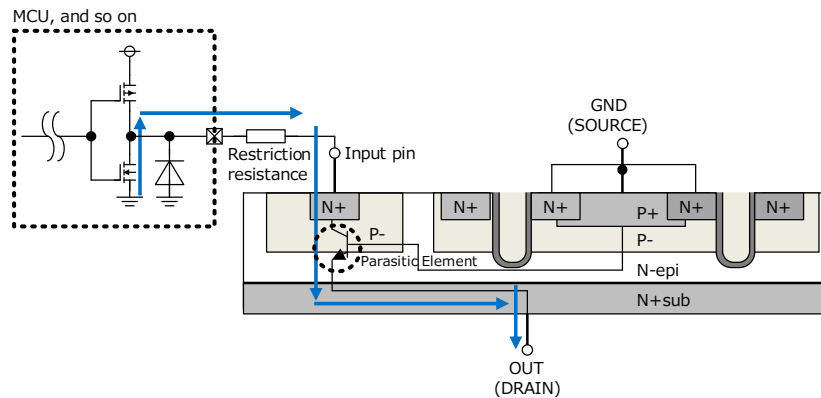 MCU, and so on
GND
(SOURCE)
Restriction
resistance
Input pin
N+
N+
N+
P+
N+
N+
P-
P-
Parasitic Element
N-epi
N+sub
OUT
(DRAIN)